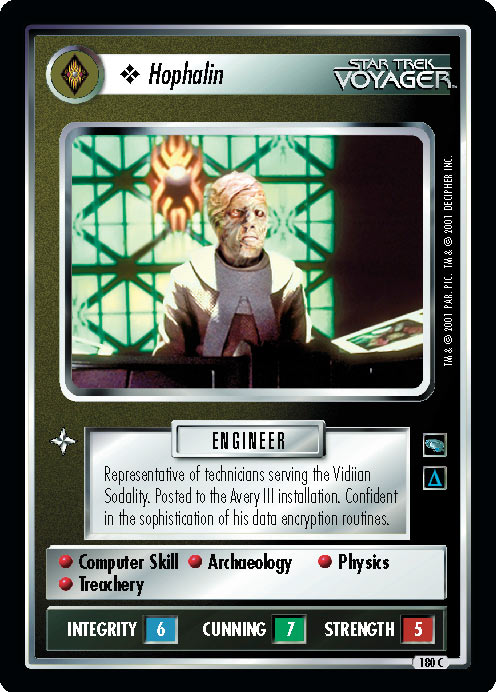 ❖ Hophalin
STAR TREK
VOYAGER™
TM & © 2001 PAR. PIC. TM & © 2001 DECIPHER INC.
ENGINEER
Representative of technicians serving the Vidiian
Sodality. Posted to the Avery III installation. Confident
in the sophistication of his data encryption routines.
Δ
Computer Skill Archaeology Physics
Treachery
INTEGRITY 6 CUNNING 7 STRENGTH 5
180 C